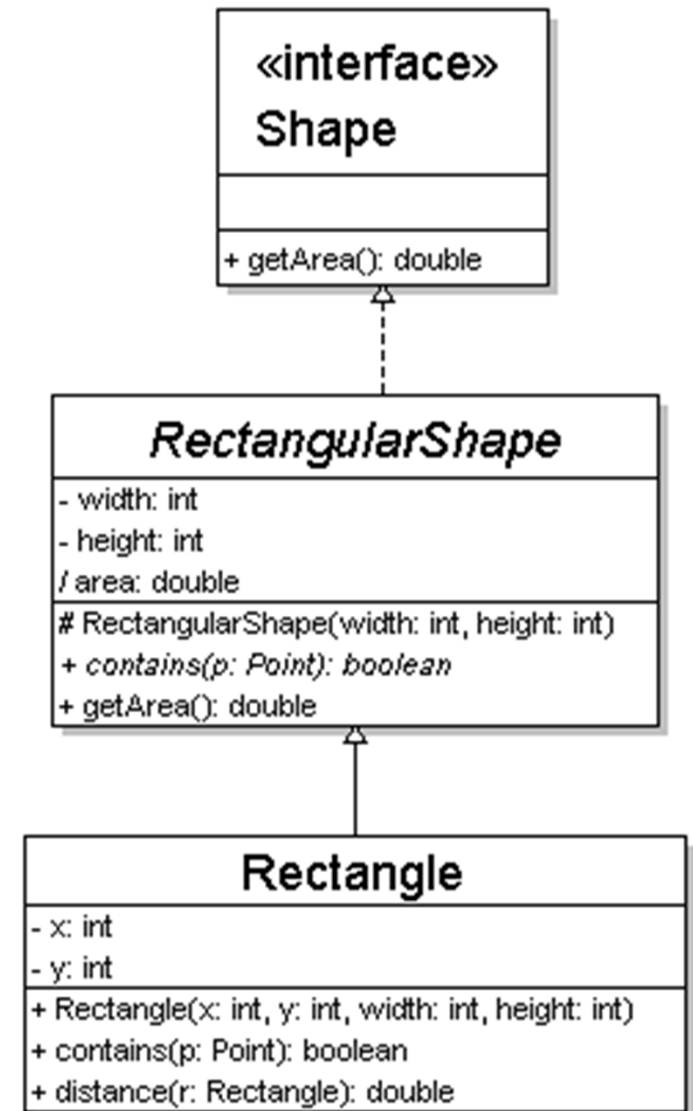 «interface»
Shape
+ getArea(): double
RectangularShape
- width: int
- height: int
/ area: double
# RectangularShape(width: int, height: int)
+ contains(p: Point): boolean
+ getArea(): double
Rectangle
- x: int
- y: int
+ Rectangle(x: int, y: int, width: int, height: int)
+ contains(p: Point): boolean
+ distance(r: Rectangle): double